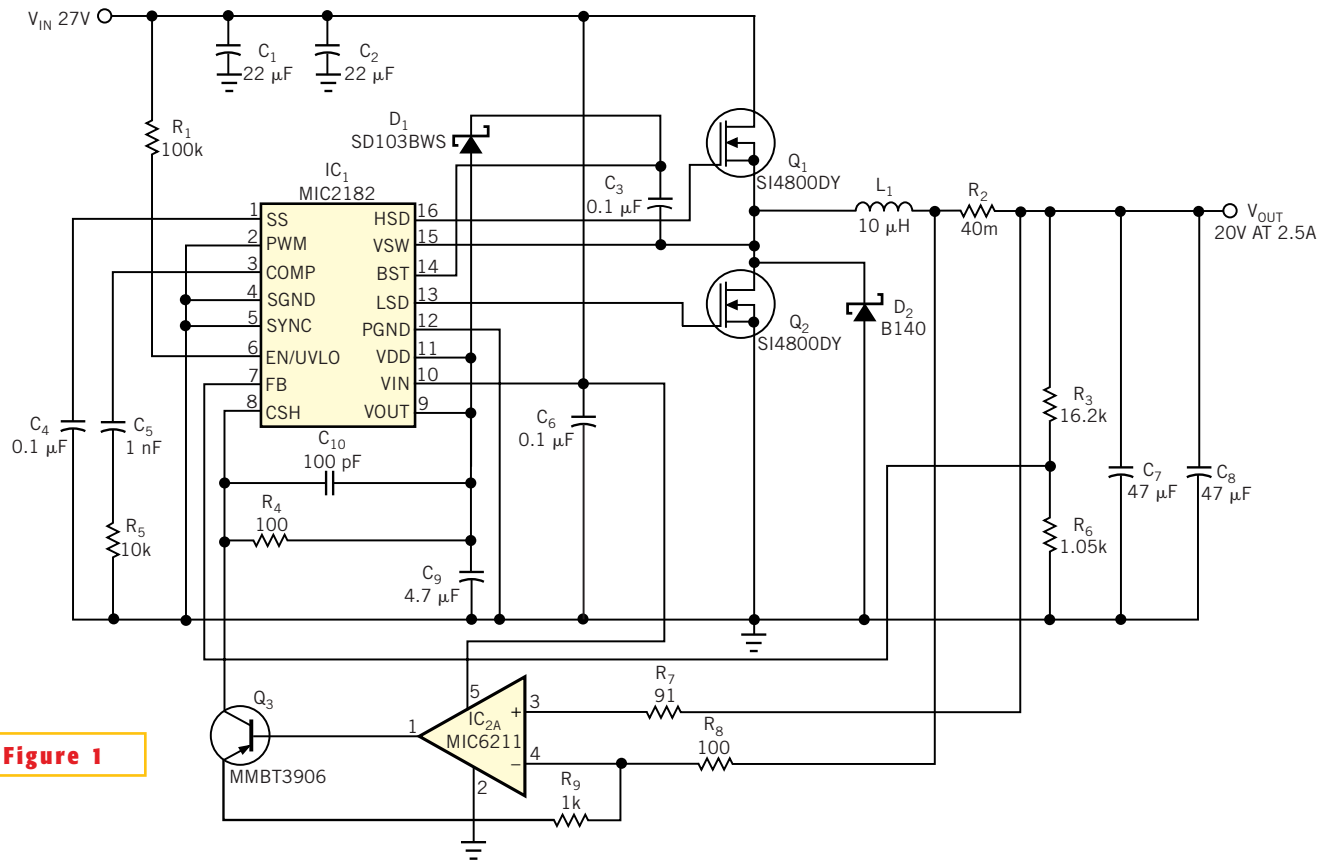 V_IN 27V
C1
22 µF
C2
22 µF
R1
100k
D1
SD103BWS
IC1
MIC2182
C3
0.1 µF
Q1
SI4800DY
L1
10 µH
R2
40m
V_OUT
20V AT 2.5A
1 SS
2 PWM
3 COMP
4 SGND
5 SYNC
6 EN/UVLO
7 FB
8 CSH
HSD 16
VSW 15
BST 14
LSD 13
PGND 12
VDD 11
VIN 10
VOUT 9
Q2
SI4800DY
D2
B140
C4
0.1 µF
C5
1 nF
C10
100 pF
R4
100
R5
10k
C9
4.7 µF
C6
0.1 µF
R3
16.2k
R6
1.05k
C7
47 µF
C8
47 µF
Q3
MMBT3906
5
IC2A
MIC6211
1
3
+
4
–
2
R7
91
R8
100
R9
1k
Figure 1